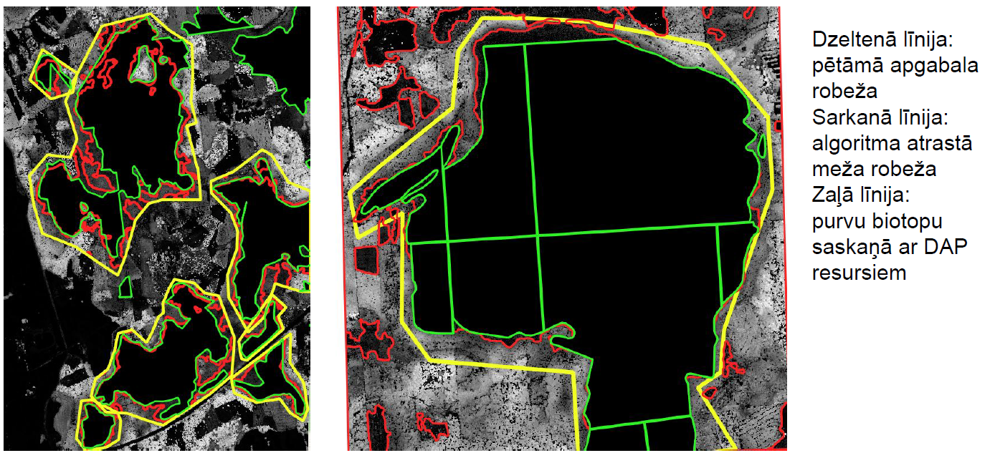 Dzeltenā līnija:
pētāmā apgabala
robeža
Sarkanā līnija:
algoritma atrastā
meža robeža
Zaļā līnija:
purvu biotopu
saskaņā ar DAP
resursiem